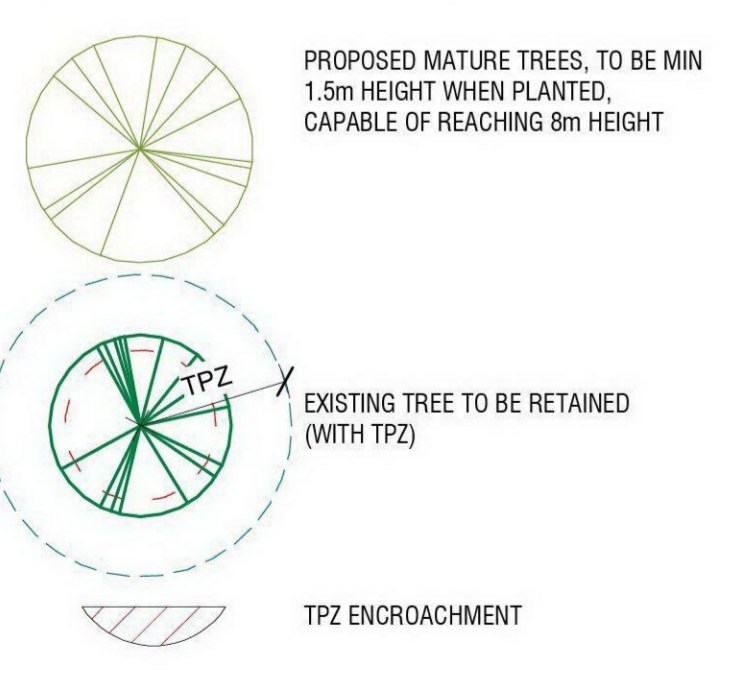 PROPOSED MATURE TREES, TO BE MIN
1.5m HEIGHT WHEN PLANTED,
CAPABLE OF REACHING 8m HEIGHT
TPZ
EXISTING TREE TO BE RETAINED
(WITH TPZ)
TPZ ENCROACHMENT